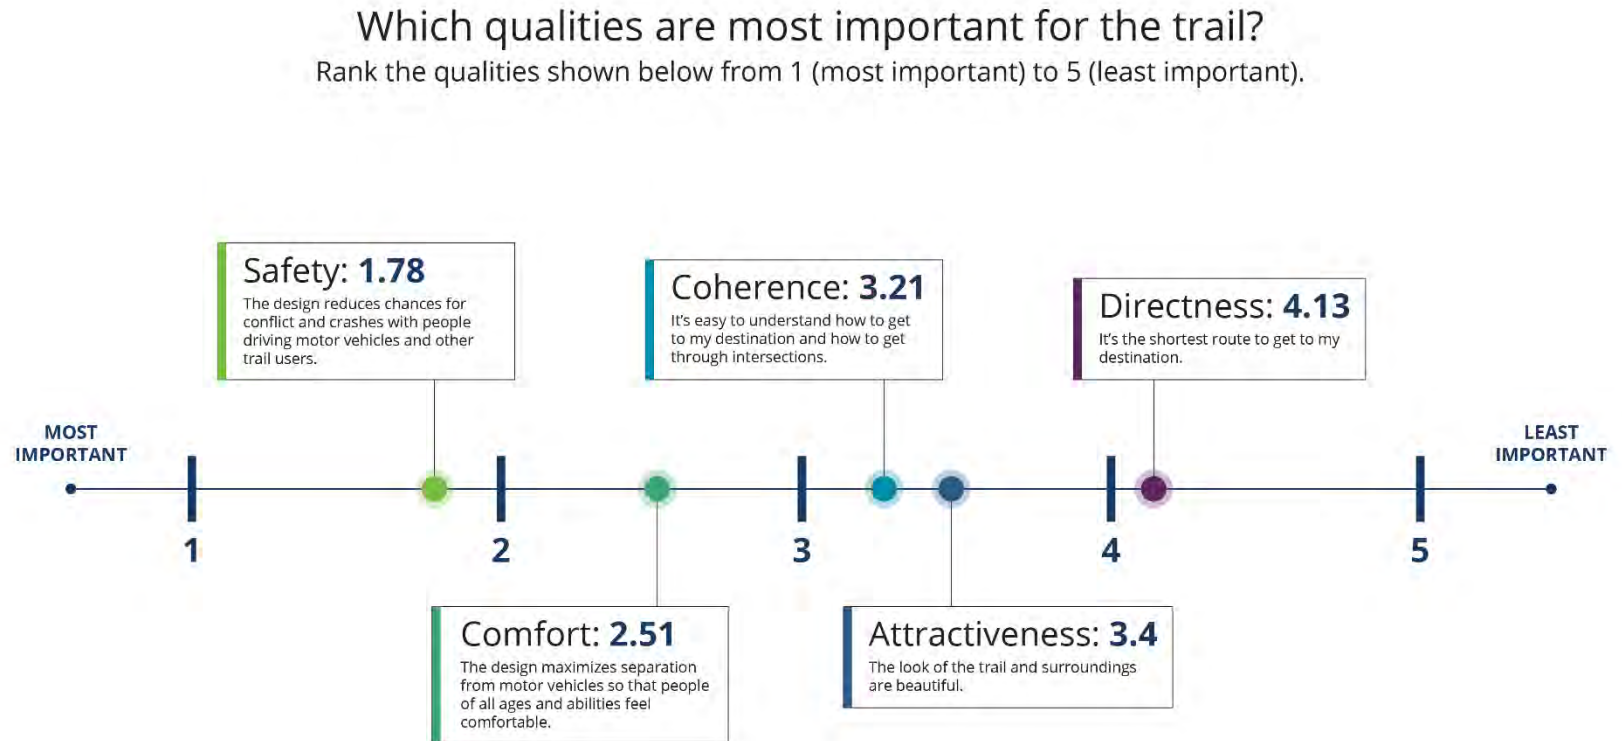 Which qualities are most important for the trail?
Rank the qualities shown below from 1 (most important) to 5 (least important).
Safety: 1.78
The design reduces chances for
conflict and crashes with people
driving motor vehicles and other
trail users.
Coherence: 3.21
It's easy to understand how to get
to my destination and how to get
through intersections.
Directness: 4.13
It's the shortest route to get to my
destination.
MOST
IMPORTANT
LEAST
IMPORTANT
1
2
3
4
5
Comfort: 2.51
The design maximizes separation
from motor vehicles so that people
of all ages and abilities feel
comfortable.
Attractiveness: 3.4
The look of the trail and surroundings
are beautiful.